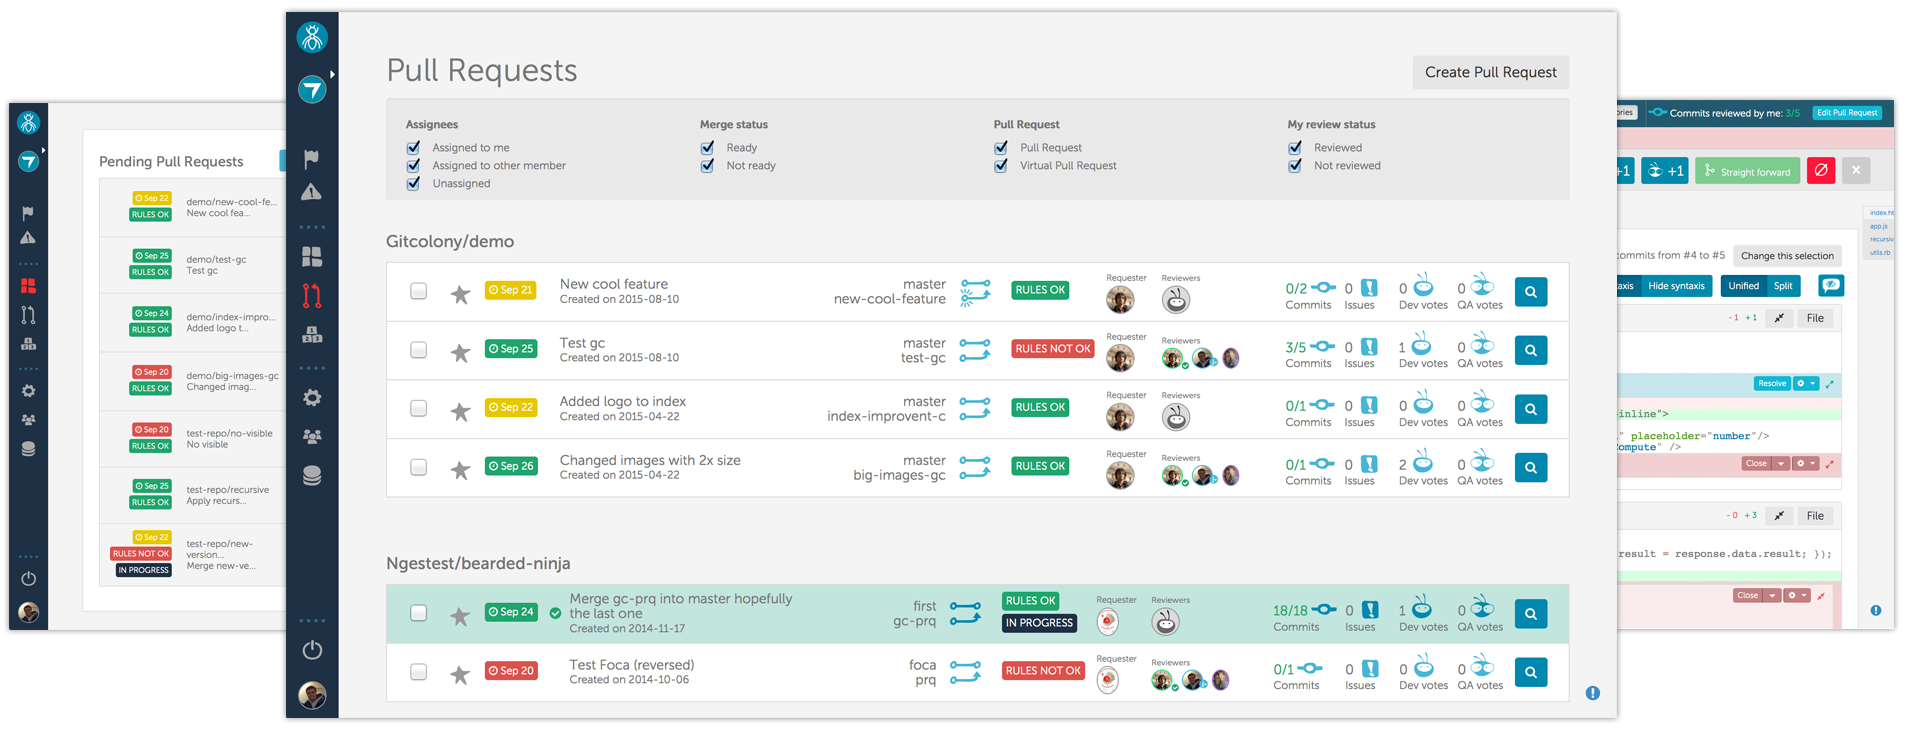 Pending Pull Requests
Sep 22
RULES OK
demo/new-cool-fe...
New cool fea...
Sep 25
RULES OK
demo/test-gc
Test gc
Sep 24
RULES OK
demo/index-impro...
Added logo t...
Sep 20
RULES OK
demo/big-images-gc
Changed imag...
Sep 20
RULES OK
test-repo/no-visible
No visible
Sep 25
RULES OK
test-repo/recursive
Apply recurs...
Sep 22
RULES NOT OK
IN PROGRESS
test-repo/new-
version...
Merge new-ve...
Pull Requests
Create Pull Request
Assignees
Assigned to me
Assigned to other member
Unassigned
Merge status
Ready
Not ready
Pull Request
Pull Request
Virtual Pull Request
My review status
Reviewed
Not reviewed
Gitcolony/demo
Sep 21
New cool feature
Created on 2015-08-10
master
new-cool-feature
RULES OK
Requester
Reviewers
0/2
Commits
0
Issues
0
Dev votes
0
QA votes
Sep 25
Test gc
Created on 2015-08-10
master
test-gc
RULES NOT OK
Requester
Reviewers
3/5
Commits
0
Issues
1
Dev votes
0
QA votes
Sep 22
Added logo to index
Created on 2015-04-22
master
index-improvent-c
RULES OK
Requester
Reviewers
0/1
Commits
0
Issues
0
Dev votes
0
QA votes
Sep 26
Changed images with 2x size
Created on 2015-04-22
master
big-images-gc
RULES OK
Requester
Reviewers
0/1
Commits
0
Issues
2
Dev votes
0
QA votes
Ngestest/bearded-ninja
Sep 24
Merge gc-prq into master hopefully
the last one
Created on 2014-11-17
first
gc-prq
RULES OK
IN PROGRESS
Requester
Reviewers
18/18
Commits
0
Issues
1
Dev votes
0
QA votes
Sep 20
Test Foca (reversed)
Created on 2014-10-06
foca
prq
RULES NOT OK
Requester
Reviewers
0/1
Commits
0
Issues
0
Dev votes
0
QA votes
ories
Commits reviewed by me: 3/5
Edit Pull Request
+1
+1
Straight forward
index.ht
app.js
recursiv
utils.rb
commits from #4 to #5
Change this selection
taxis
Hide syntaxis
Unified
Split
-1 +1
File
Resolve
-inline">
" placeholder="number"/>
Compute" />
Close
-0 +3
File
result = response.data.result; });
Close